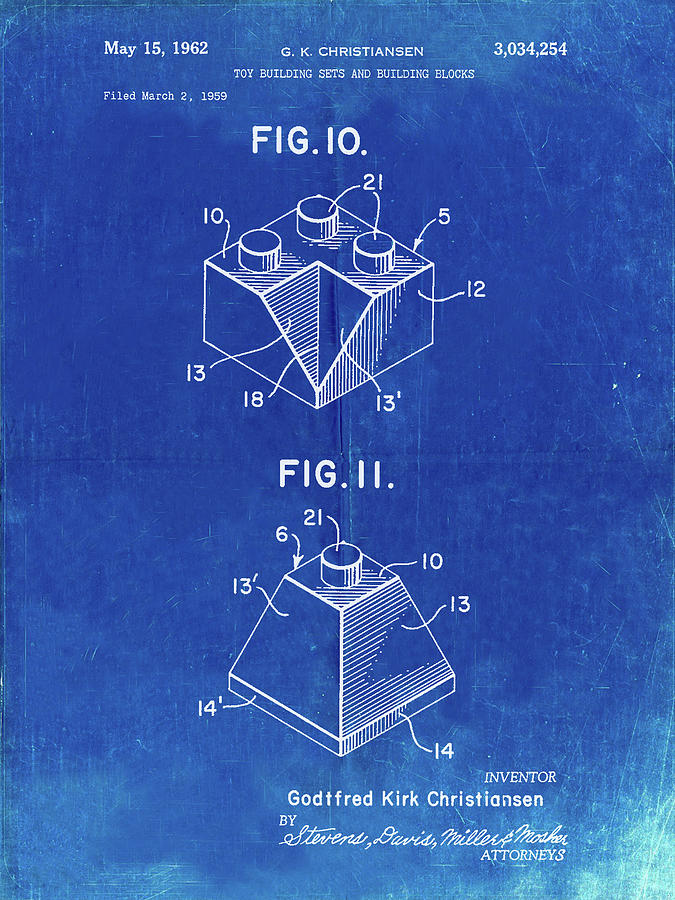 May 15, 1962 G. K. CHRISTIANSEN 3,034,254
TOY BUILDING SETS AND BUILDING BLOCKS
Filed March 2, 1959
FIG. 10.
21
10
5
12
13
18
13'
FIG. 11.
21
6
10
13'
13
14'
14
INVENTOR
Godtfred Kirk Christiansen
BY
Stevens, Davis, Miller & Mosher
ATTORNEYS